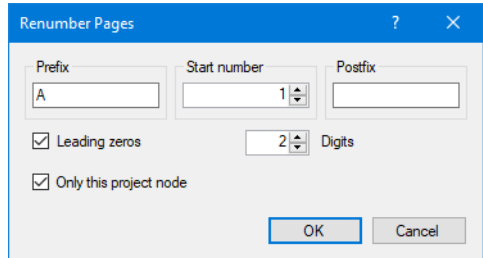 Renumber Pages ? ×
Prefix Start number Postfix
A 1
Leading zeros 2 Digits
Only this project node
OK Cancel